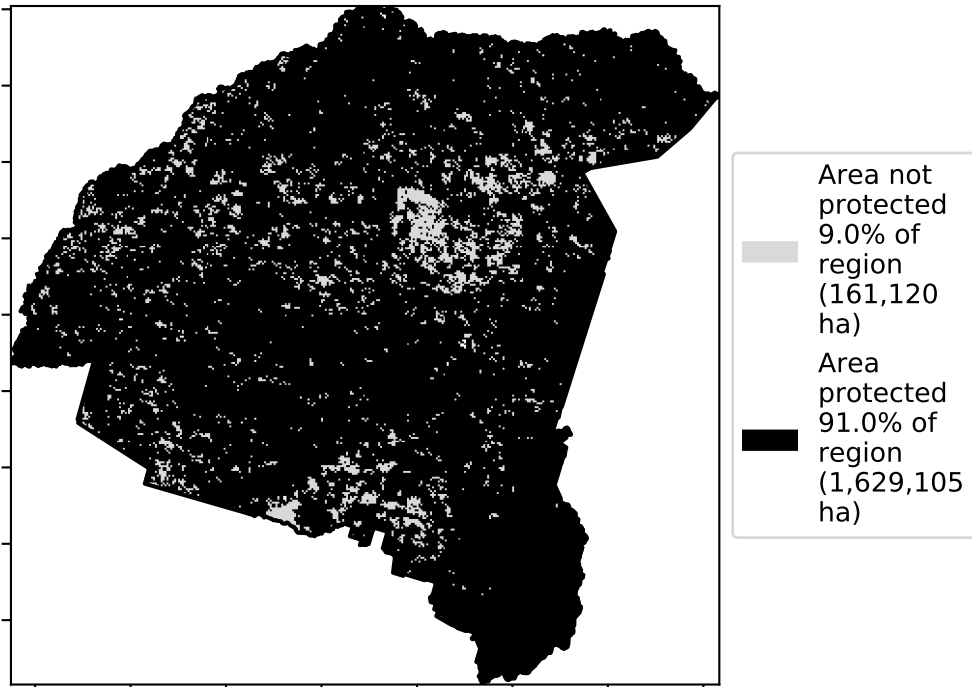 Area not
protected
9.0% of
region
(161,120
ha)
Area
protected
91.0% of
region
(1,629,105
ha)